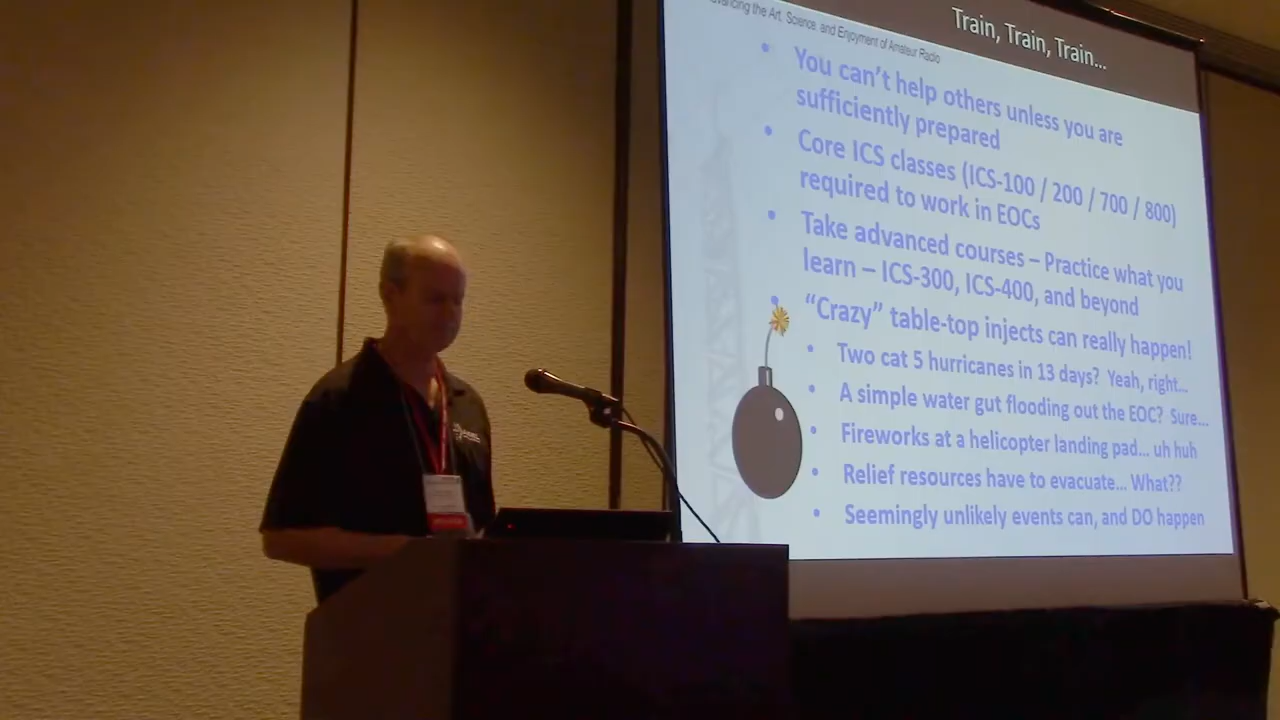 Advancing the Art, Science, and Enjoyment of Amateur Radio
Train, Train, Train...
• You can't help others unless you are
sufficiently prepared
• Core ICS classes (ICS-100 / 200 / 700 / 800)
required to work in EOCs
• Take advanced courses – Practice what you
learn – ICS-300, ICS-400, and beyond
• “Crazy” table-top injects can really happen!
• Two cat 5 hurricanes in 13 days? Yeah, right...
• A simple water gut flooding out the EOC? Sure...
• Fireworks at a helicopter landing pad... uh huh
• Relief resources have to evacuate... What??
• Seemingly unlikely events can, and DO happen